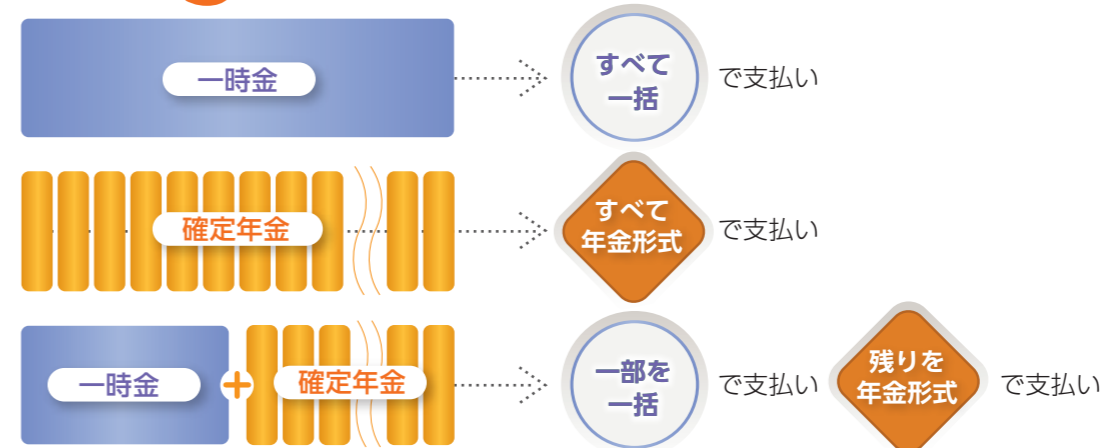 一時金
すべて
一括
で支払い
確定年金
すべて
年金形式
で支払い
一時金
+
確定年金
一部を
一括
で支払い
残りを
年金形式
で支払い